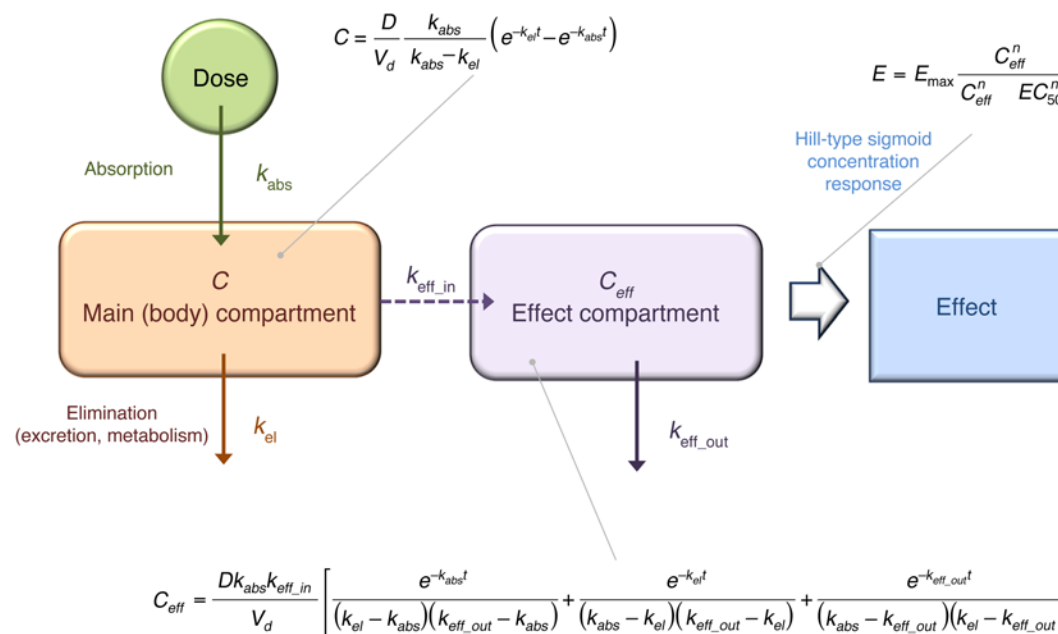 C = D/V_d k_abs/(k_abs – k_el) (e^{–k_el t} – e^{–k_abs t})
E = E_max C_eff^n/(C_eff^n EC_50^n
Dose
Hill-type sigmoid
concentration
response
Absorption
k_abs
C
Main (body) compartment
k_eff_in
C_eff
Effect compartment
Effect
Elimination
(excretion, metabolism)
k_el
k_eff_out
C_eff = Dk_abs k_eff_in/V_d [ e^{–k_abs t}/((k_el – k_abs)(k_eff_out – k_abs)) + e^{–k_el t}/((k_abs – k_el)(k_eff_out – k_el)) + e^{–k_eff_out t}/((k_abs – k_eff_out)(k_el – k_eff_out